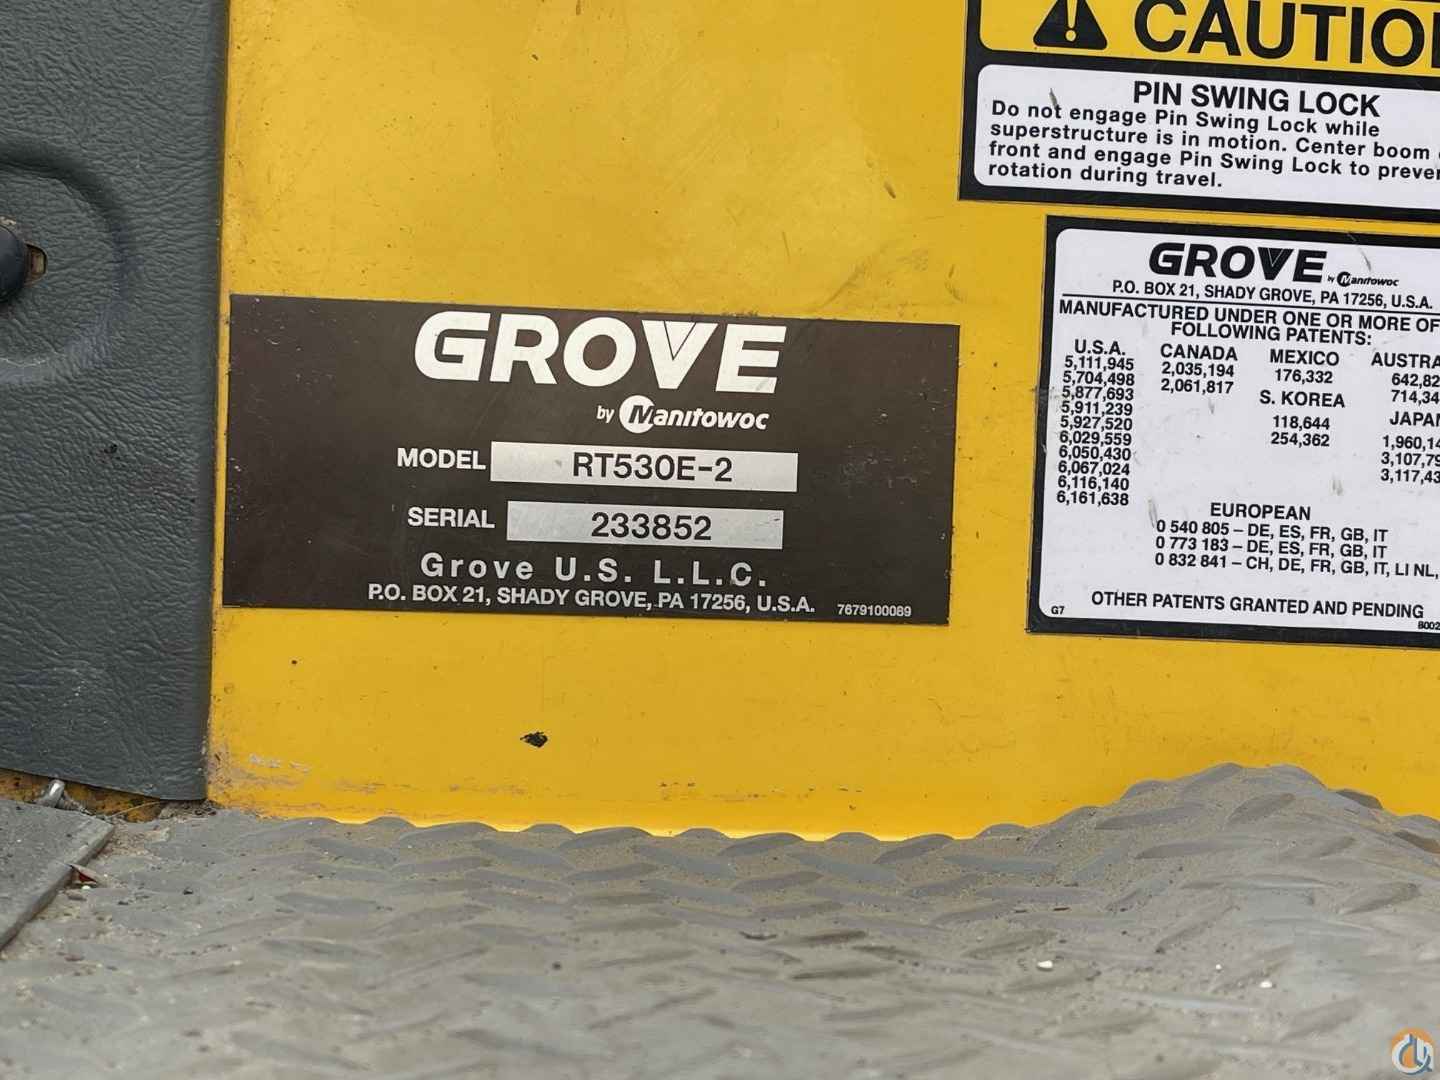 GROVE
by Manitowoc
MODEL RT530E-2
SERIAL 233852
Grove U.S. L.L.C.
P.O. BOX 21, SHADY GROVE, PA 17256, U.S.A. 7679100089
PIN SWING LOCK
Do not engage Pin Swing Lock while
superstructure is in motion. Center boom
front and engage Pin Swing Lock to
rotation during travel.
GROVE by Manitowoc
P.O. BOX 21, SHADY GROVE, PA 17256, U.S.A.
MANUFACTURED UNDER ONE OR MORE OF
FOLLOWING PATENTS:
U.S.A.
5,111,945
5,704,498
5,877,693
5,911,239
5,927,520
6,029,559
6,050,430
6,067,024
6,116,140
6,161,638
CANADA
2,035,194
2,061,817
MEXICO
176,332
S. KOREA
118,644
254,362
EUROPEAN
0 540 805 – DE, ES, FR, GB, IT
0 773 183 – DE, ES, FR, GB, IT
0 832 841 – CH, DE, FR, GB, IT, LI NL,
OTHER PATENTS GRANTED AND PENDING
G7